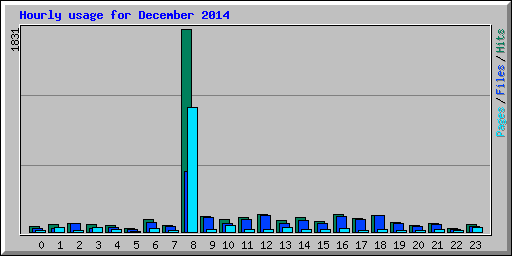 Hourly usage for December 2014
1831
Pages/Files/Hits
0 1 2 3 4 5 6 7 8 9 10 11 12 13 14 15 16 17 18 19 20 21 22 23